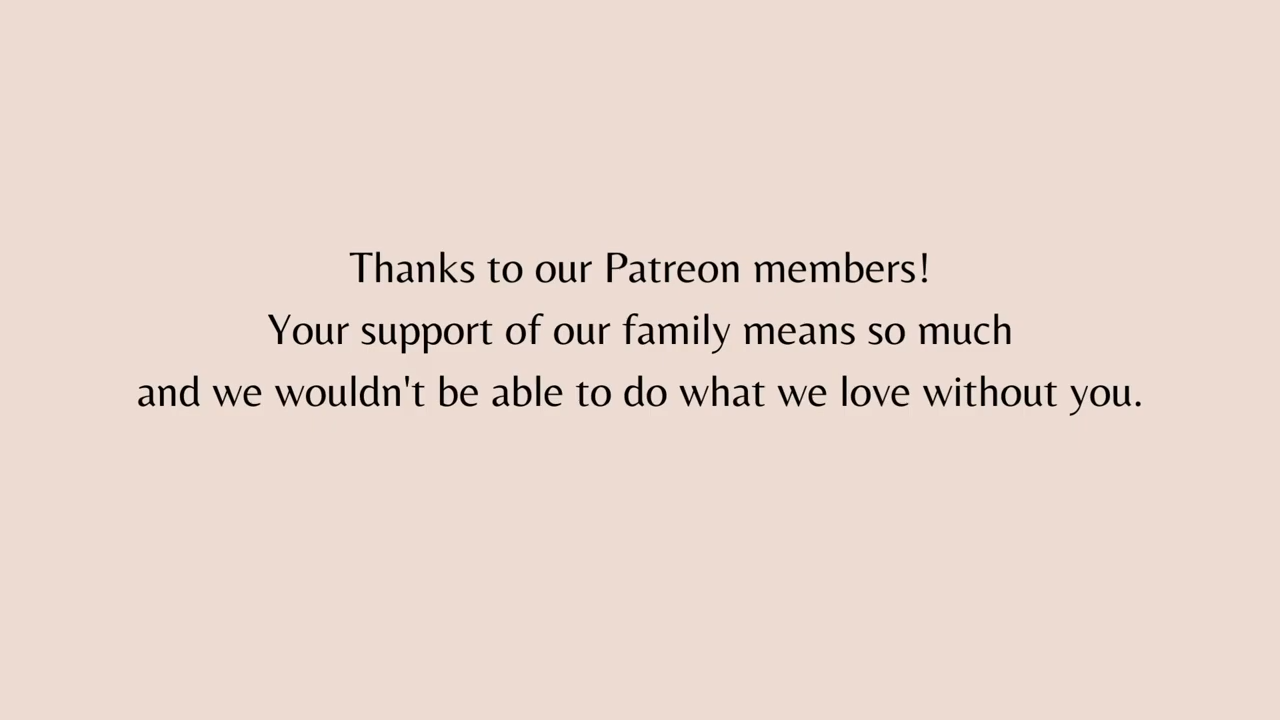 Thanks to our Patreon members!
Your support of our family means so much
and we wouldn't be able to do what we love without you.